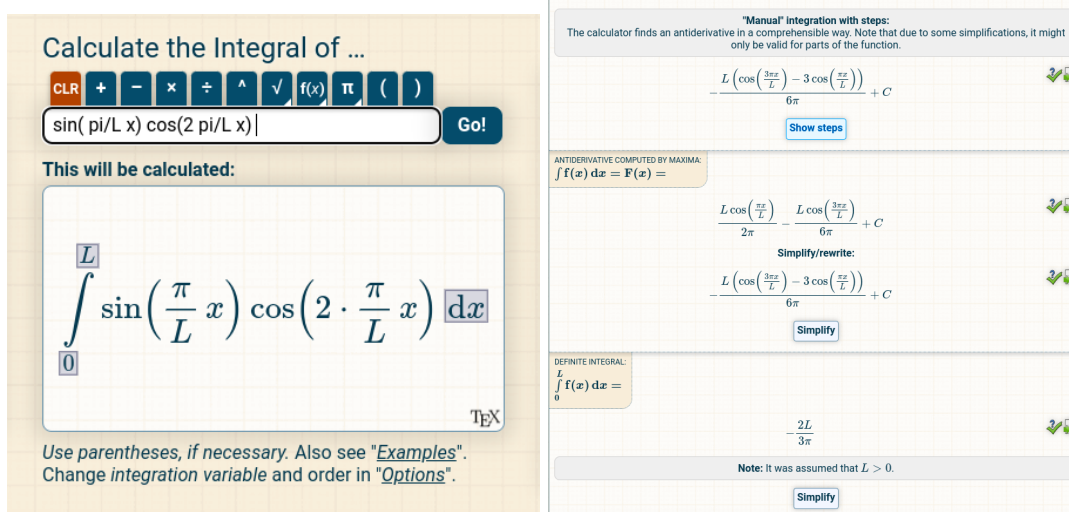 Calculate the Integral of ...
CLR + − × ÷ ^ √ f(x) π ( )
sin( pi/L x) cos(2 pi/L x)
Go!
This will be calculated:
L
∫ sin(π/L x) cos(2 · π/L x) dx
0
TEX
Use parentheses, if necessary. Also see "Examples".
Change integration variable and order in "Options".
"Manual" integration with steps:
The calculator finds an antiderivative in a comprehensible way. Note that due to some simplifications, it might
only be valid for parts of the function.
−L(cos(3πx/L) − 3 cos(πx/L))/6π + C
Show steps
ANTIDERIVATIVE COMPUTED BY MAXIMA:
∫ f(x) dx = F(x) =
L cos(πx/L)/2π − L cos(3πx/L)/6π + C
Simplify/rewrite:
−L(cos(3πx/L) − 3 cos(πx/L))/6π + C
Simplify
DEFINITE INTEGRAL:
L
∫ f(x) dx =
0
−2L/3π
Note: It was assumed that L > 0.
Simplify